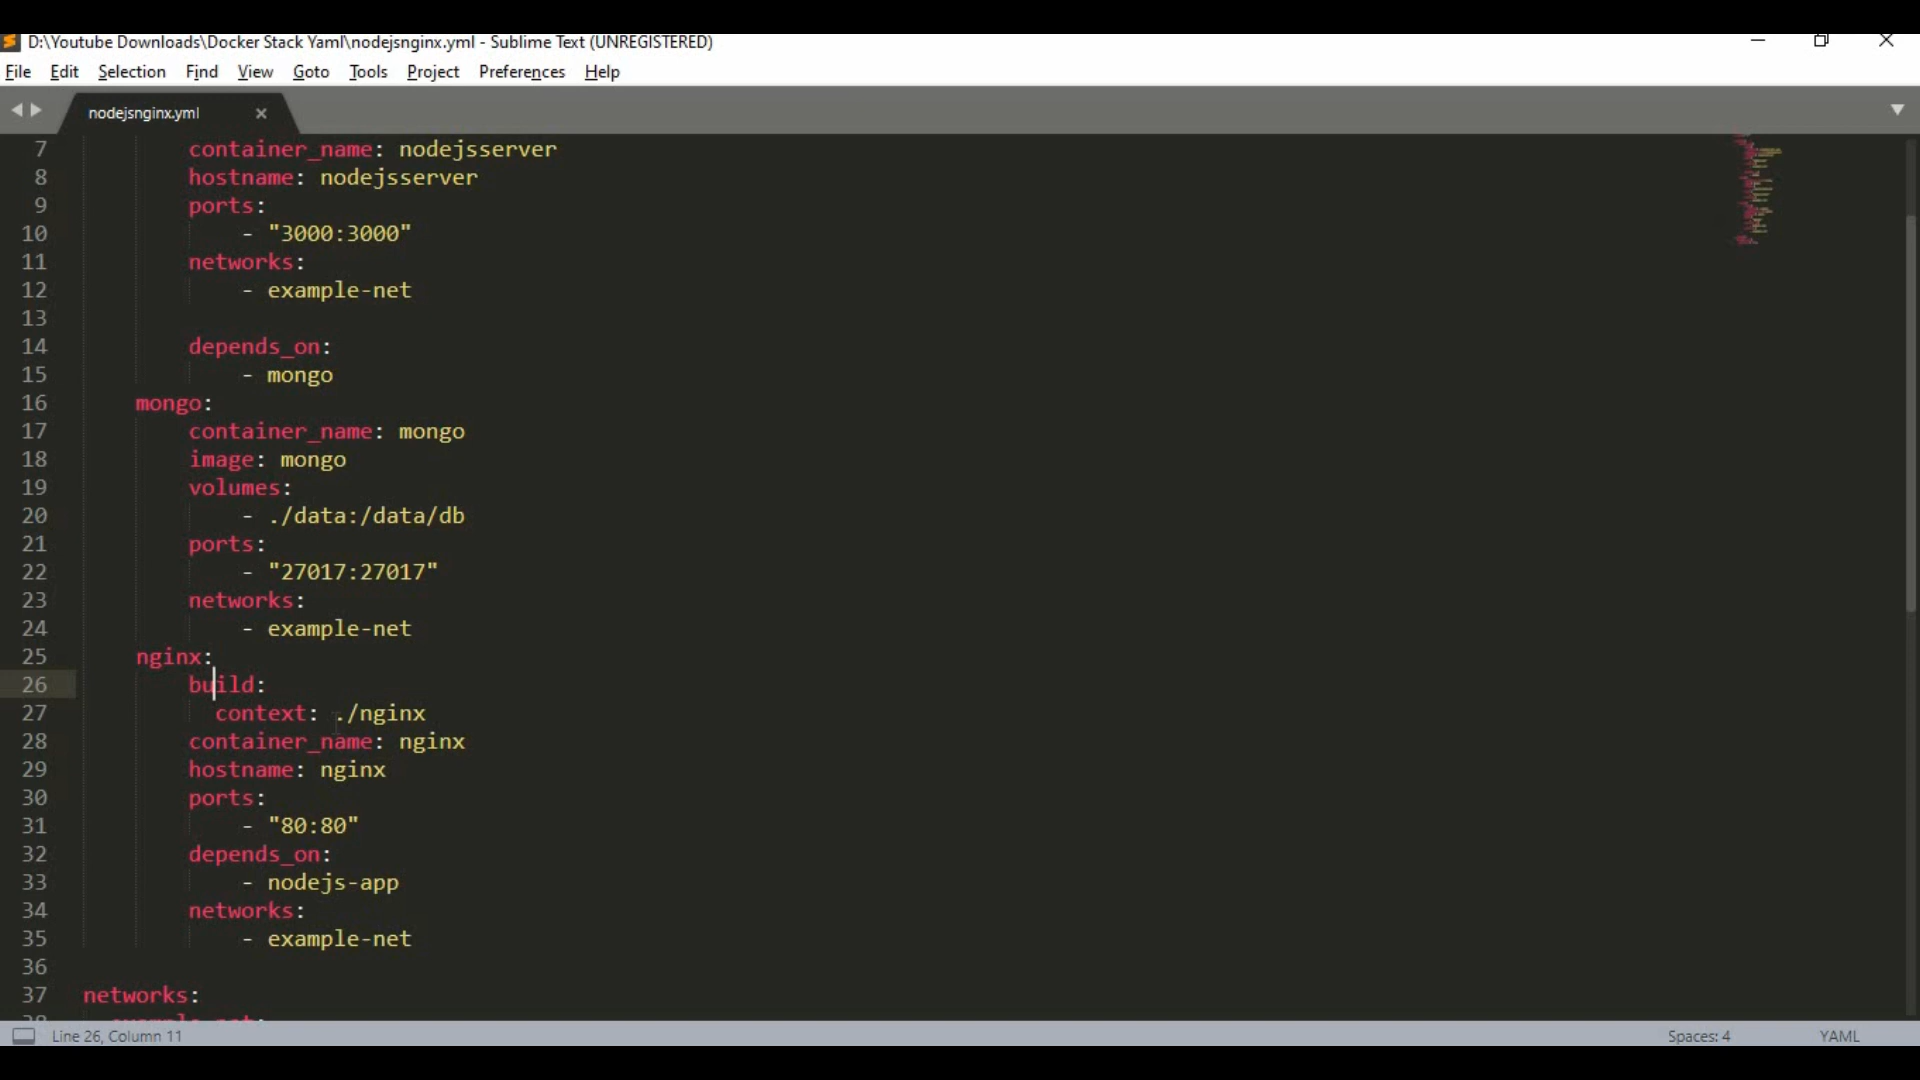 D:\Youtube Downloads\Docker Stack Yaml\nodejsnginx.yml - Sublime Text (UNREGISTERED)
File Edit Selection Find View Goto Tools Project Preferences Help
nodejsnginx.yml
7 container_name: nodejsserver
8 hostname: nodejsserver
9 ports:
10 - "3000:3000"
11 networks:
12 - example-net
13
14 depends_on:
15 - mongo
16 mongo:
17 container_name: mongo
18 image: mongo
19 volumes:
20 - ./data:/data/db
21 ports:
22 - "27017:27017"
23 networks:
24 - example-net
25 nginx:
26 build:
27 context: ./nginx
28 container_name: nginx
29 hostname: nginx
30 ports:
31 - "80:80"
32 depends_on:
33 - nodejs-app
34 networks:
35 - example-net
36
37 networks:
38 example-net:
Line 26, Column 11 Spaces: 4 YAML